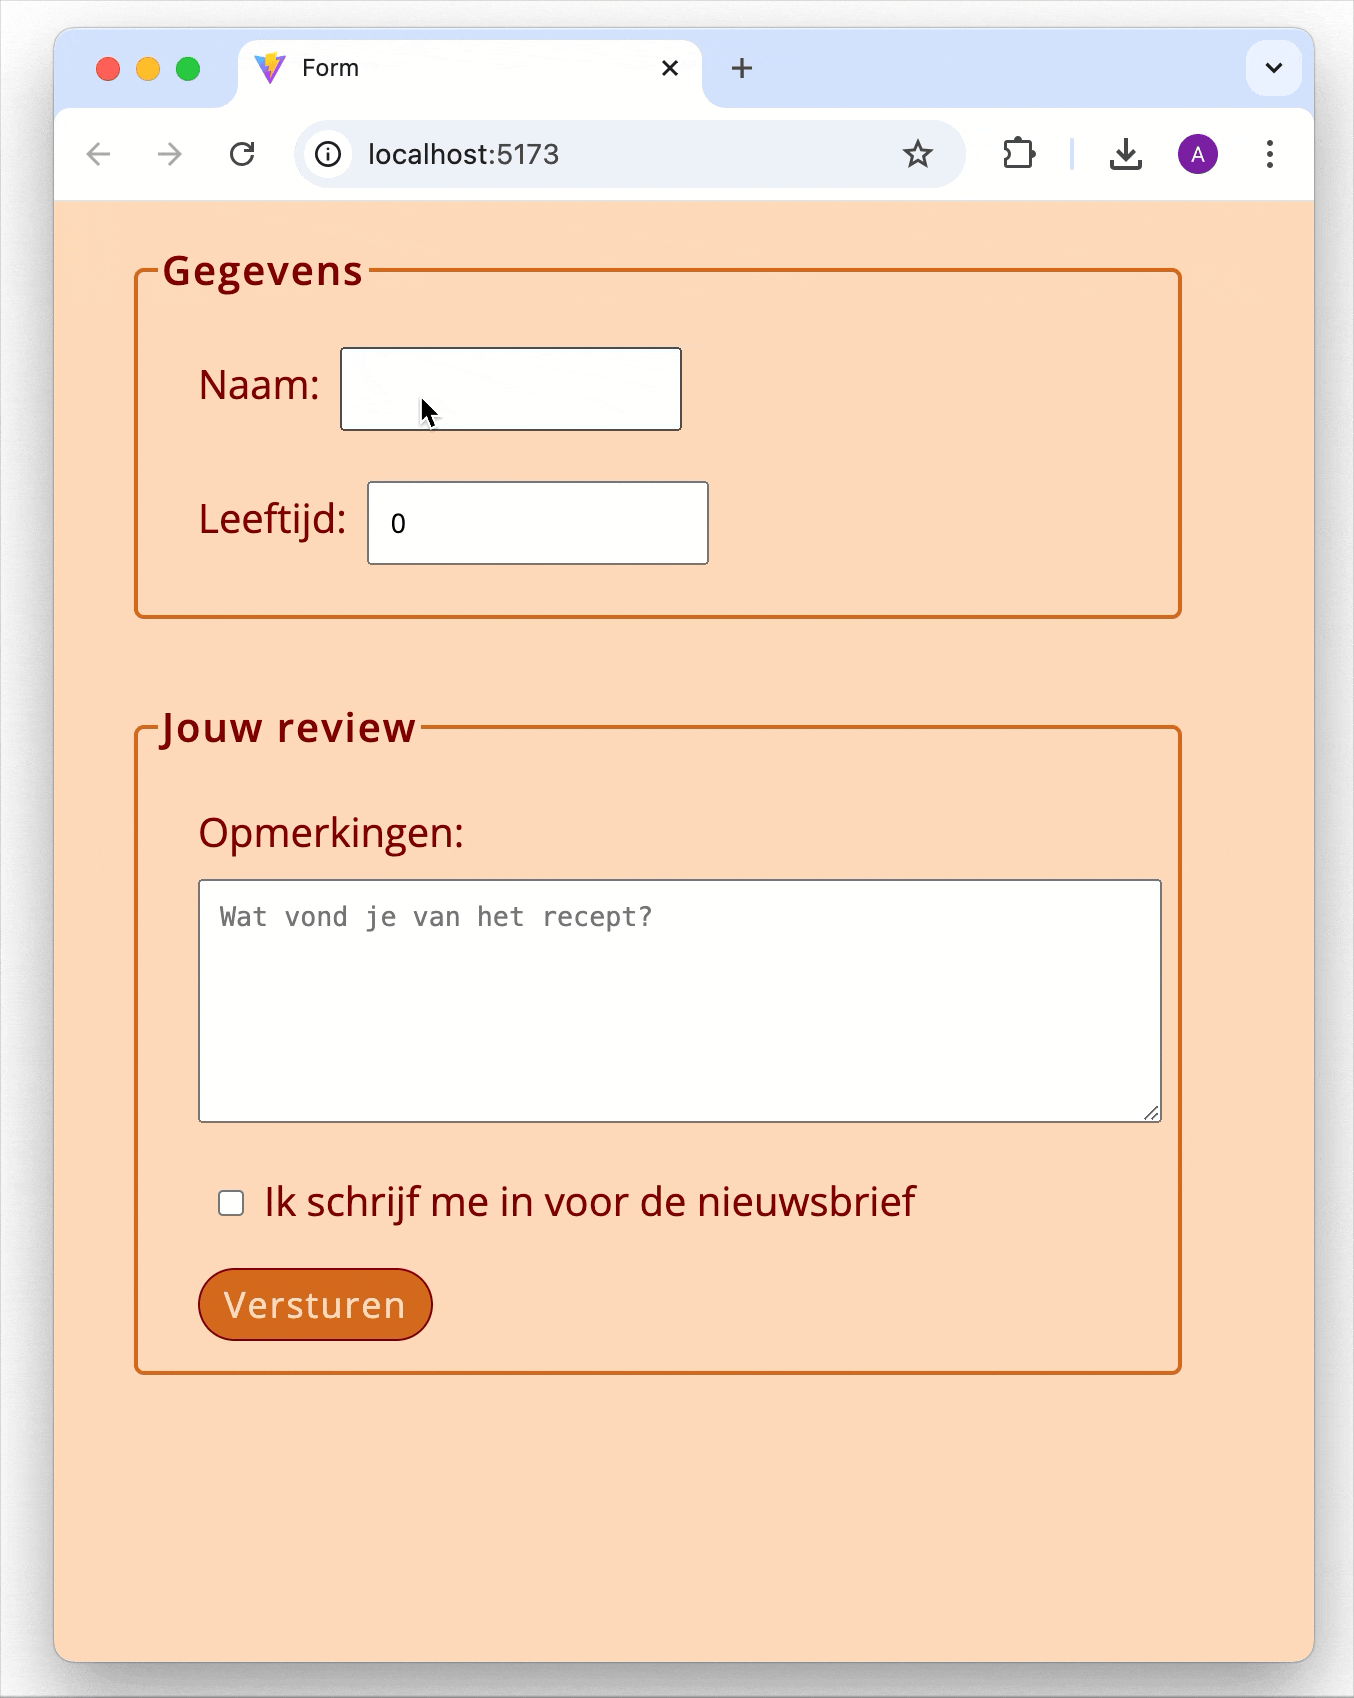 Form
localhost:5173
A
Gegevens
Naam:
Leeftijd:
0
Jouw review
Opmerkingen:
Wat vond je van het recept?
Ik schrijf me in voor de nieuwsbrief
Versturen